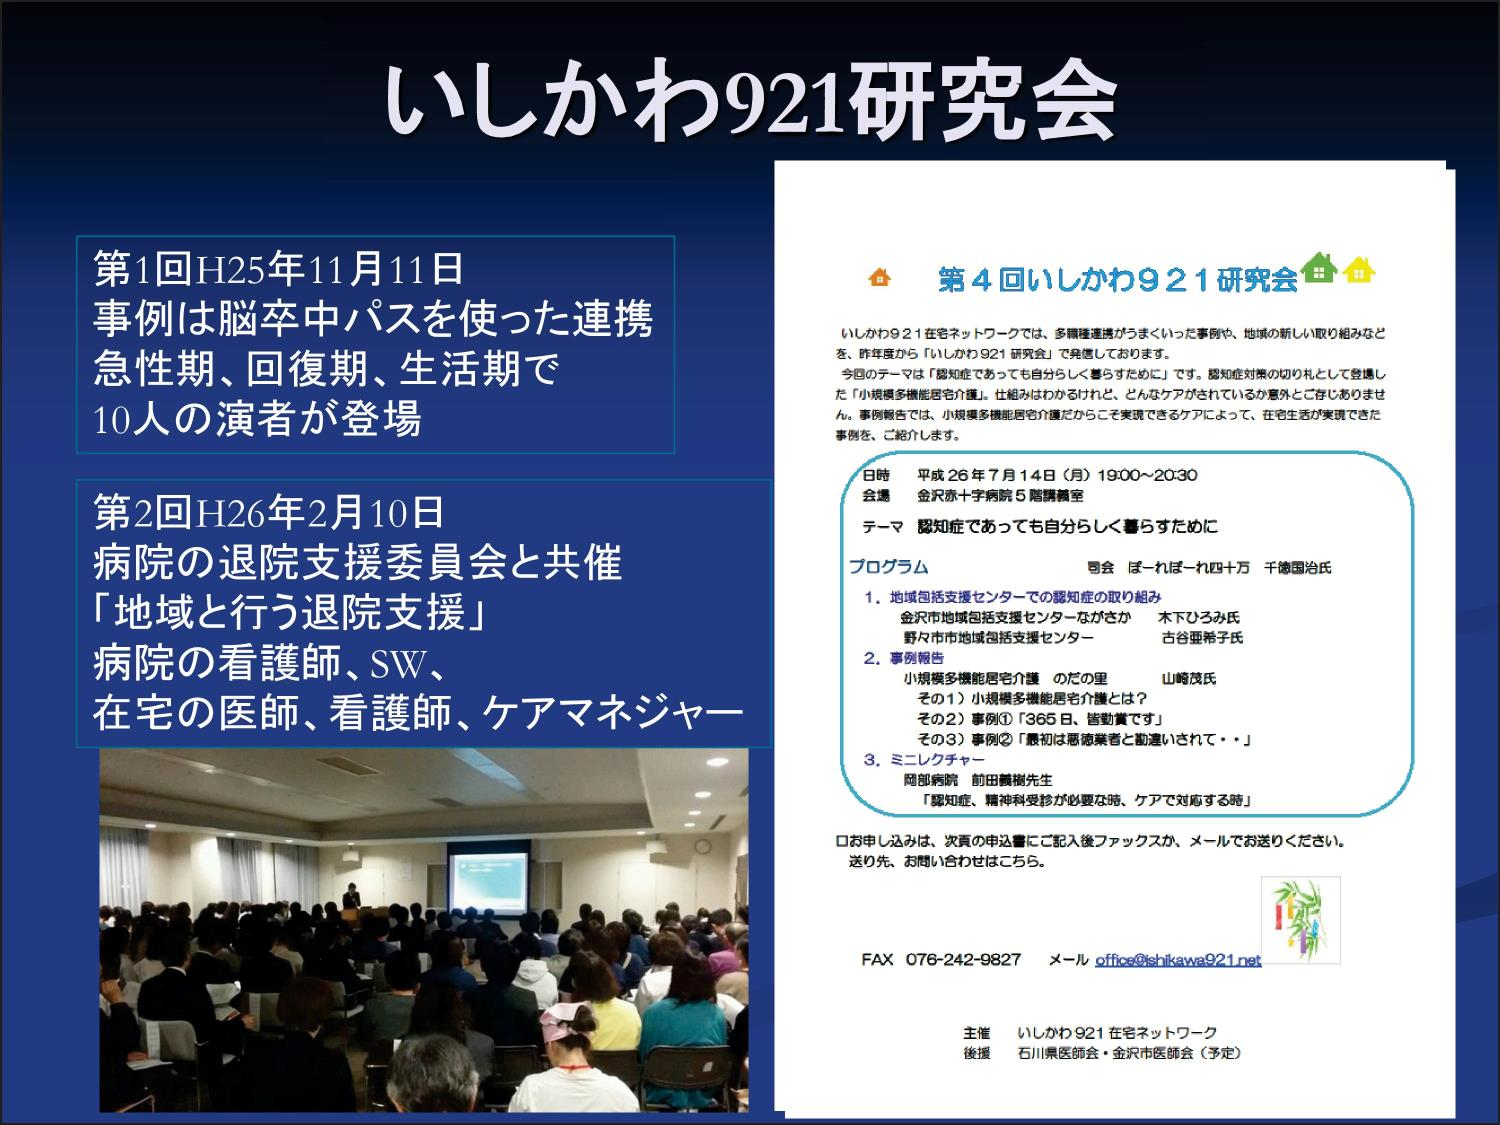 いしかわ921研究会
第1回H25年11月11日
事例は脳卒中パスを使った連携
急性期、回復期、生活期で
10人の演者が登場
第2回H26年2月10日
病院の退院支援委員会と共催
「地域と行う退院支援」
病院の看護師、SW、
在宅の医師、看護師、ケアマネジャー
第４回いしかわ９２１研究会
いしかわ９２１在宅ネットワークでは、多職種連携がうまくいった事例や、地域の新しい取り組みなど
を、昨年度から「いしかわ 921 研究会」で発信しております。
今回のテーマは「認知症であっても自分らしく暮らすために」です。認知症対策の切り札として登場し
た「小規模多機能居宅介護」。仕組みはわかるけれど、どんなケアがされているか意外とご存じありませ
ん。事例報告では、小規模多機能居宅介護だからこそ実現できるケアによって、在宅生活が実現できた
事例を、ご紹介します。
日時　平成 26 年 7 月 14 日（月）19:00～20:30
会場　金沢赤十字病院 5 階講義室
テーマ　認知症であっても自分らしく暮らすために
プログラム　司会　ぽーれぽーれ四十万　千徳国治氏
１．地域包括支援センターでの認知症の取り組み
金沢市地域包括支援センターながさか　木下ひろみ氏
野々市市地域包括支援センター　古谷亜希子氏
２．事例報告
小規模多機能居宅介護　のだの里　山崎茂氏
その１）小規模多機能居宅介護とは？
その２）事例①「365 日、皆勤賞です」
その３）事例②「最初は悪徳業者と勘違いされて・・」
３．ミニレクチャー
岡部病院　前田義樹先生
「認知症、精神科受診が必要な時、ケアで対応する時」
□お申し込みは、次頁の申込書にご記入後ファックスか、メールでお送りください。
送り先、お問い合わせはこちら。
FAX 076-242-9827　メール office@ishikawa921.net
主催　いしかわ 921 在宅ネットワーク
後援　石川県医師会・金沢市医師会（予定）